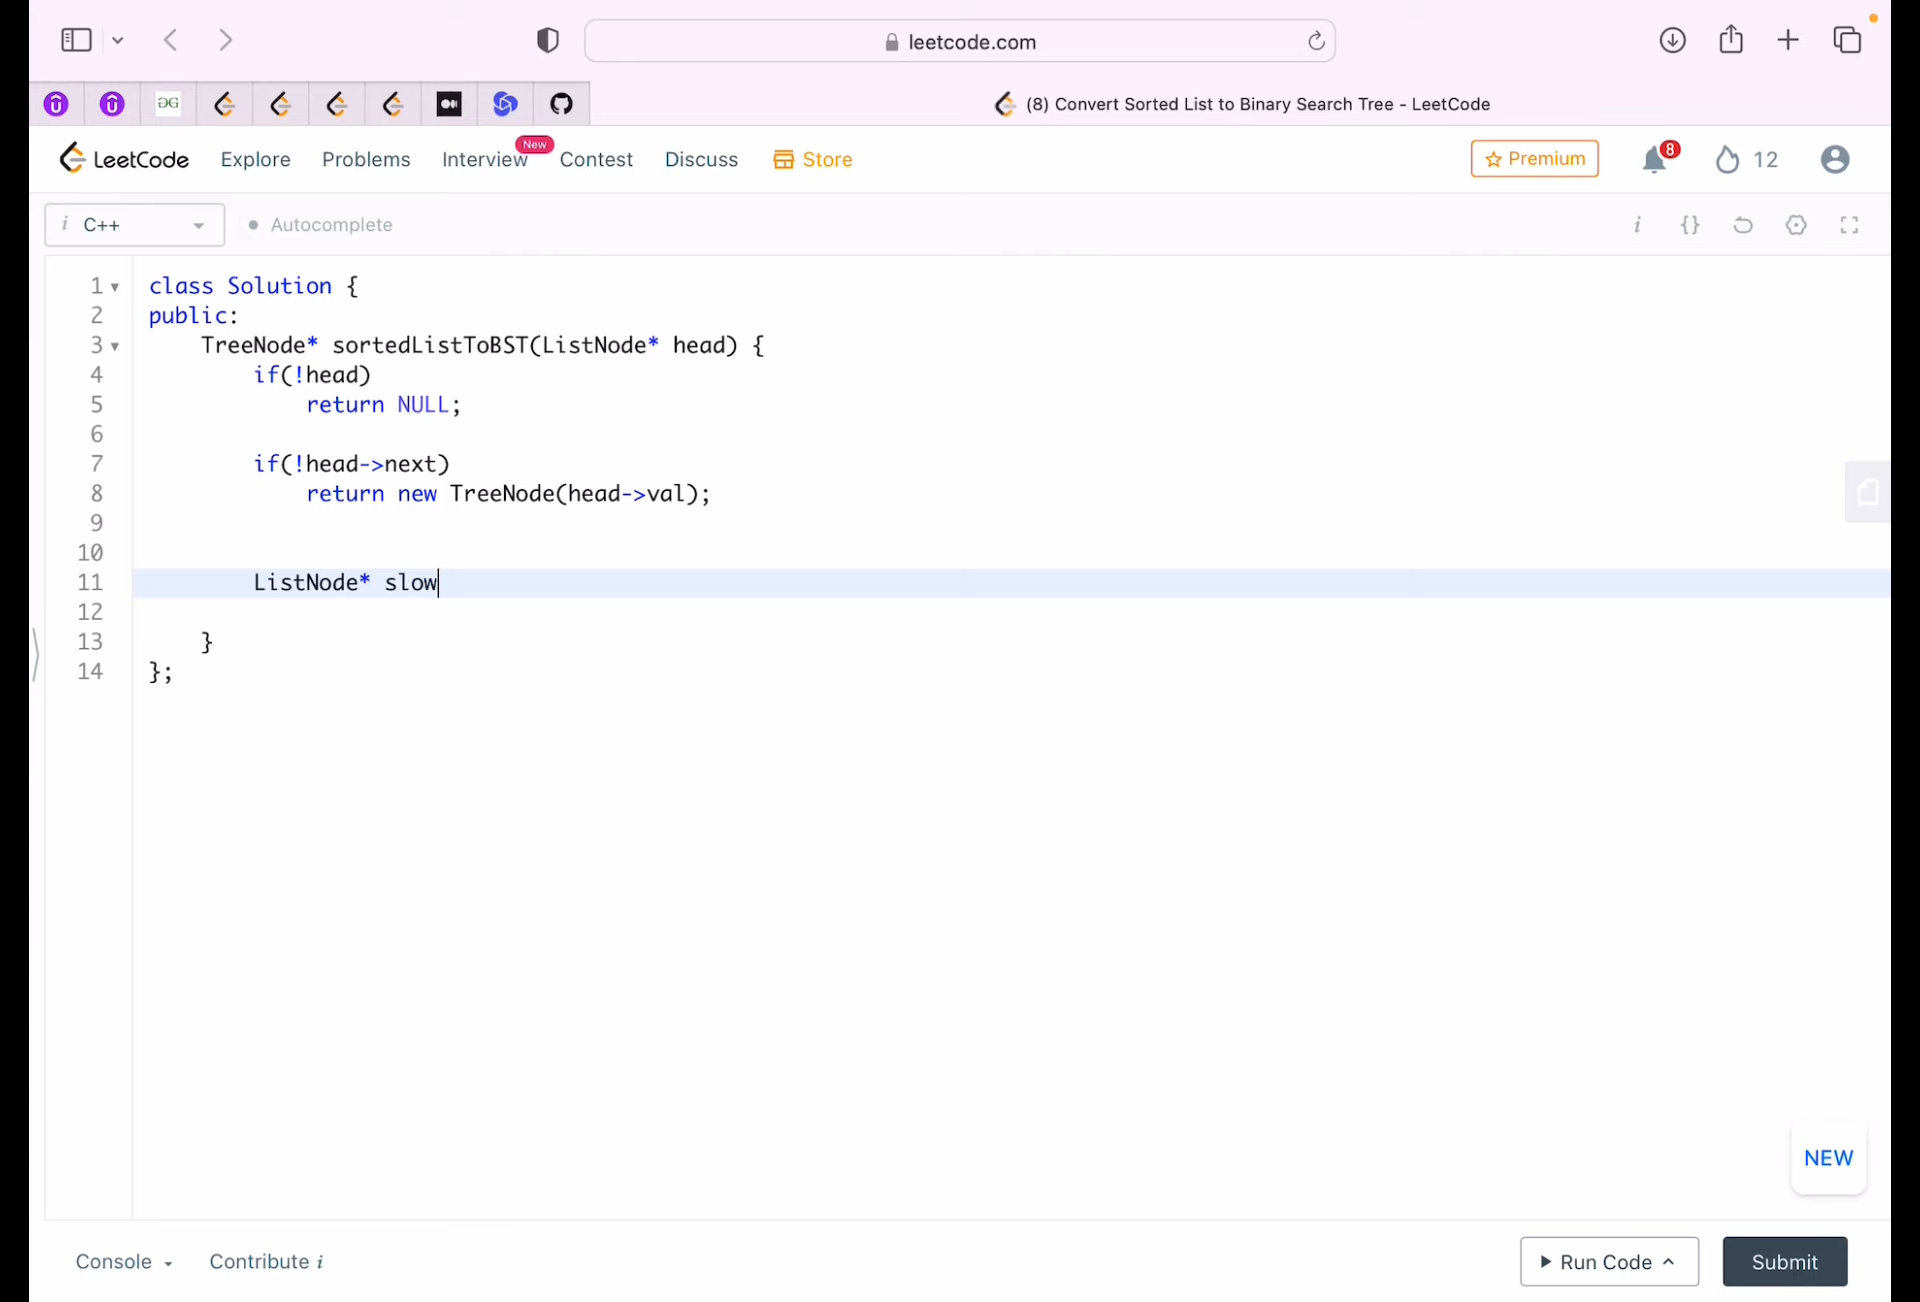 leetcode.com
(8) Convert Sorted List to Binary Search Tree - LeetCode
LeetCode Explore Problems Interview New Contest Discuss Store Premium 8 12
i C++ Autocomplete i {}
1 class Solution {
2 public:
3     TreeNode* sortedListToBST(ListNode* head) {
4         if(!head)
5             return NULL;
6
7         if(!head->next)
8             return new TreeNode(head->val);
9
10
11         ListNode* slow
12
13     }
14 };
NEW
Console Contribute i Run Code Submit